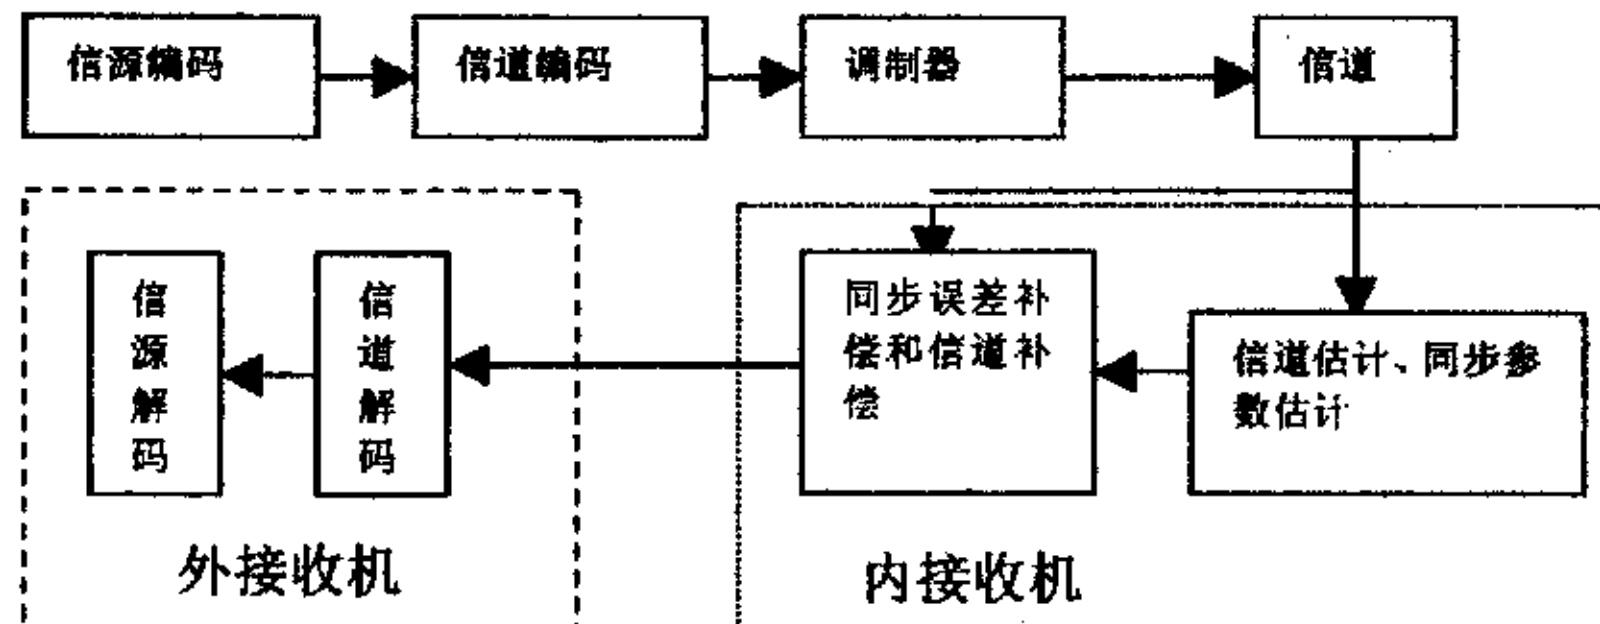 信源编码
信道编码
调制器
信道
信源解码
信道解码
同步误差补
偿和信道补
偿
信道估计、同步参
数估计
外接收机
内接收机